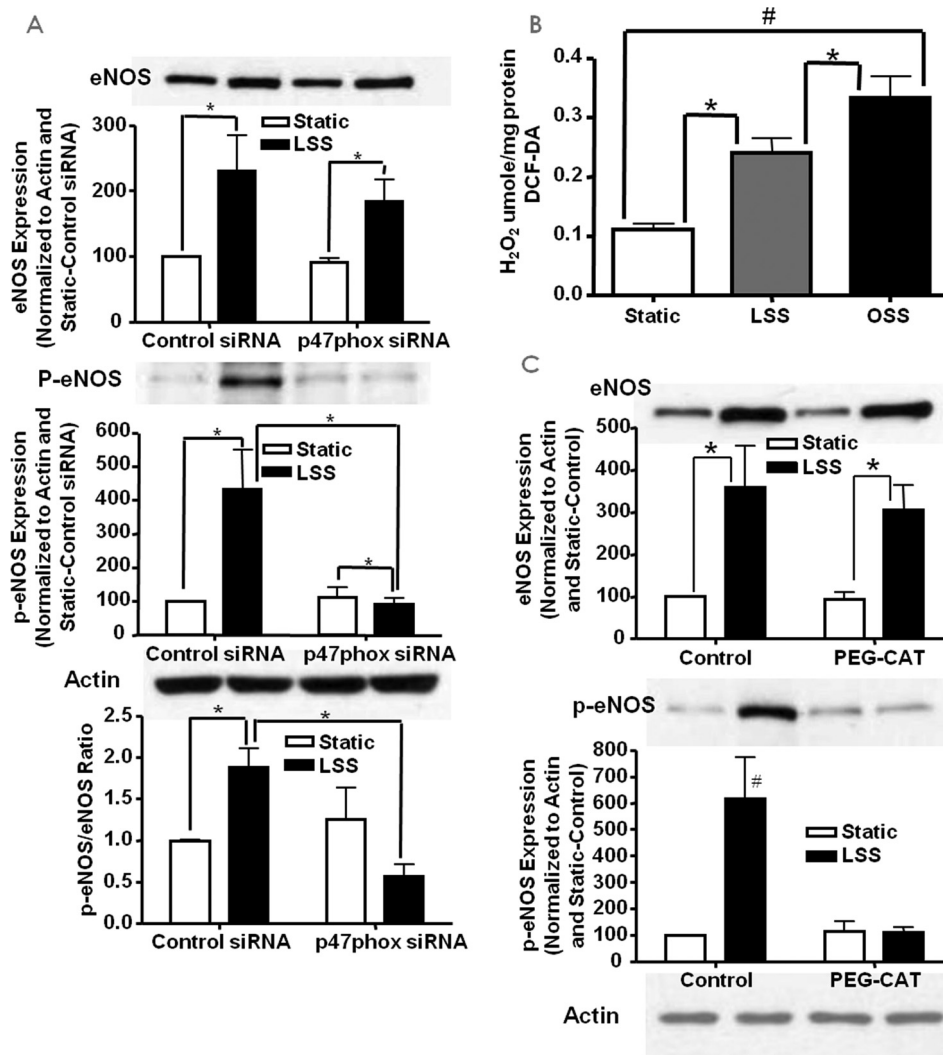 A
eNOS
eNOS Expression
(Normalized to Actin and
Static-Control siRNA)
300
200
100
0
*
*
Static
LSS
Control siRNA p47phox siRNA
P-eNOS
p-eNOS Expression
(Normalized to Actin and
Static-Control siRNA)
600
500
400
300
200
100
0
*
*
*
Static
LSS
Control siRNA p47phox siRNA
Actin
p-eNOS/eNOS Ratio
2.5
2.0
1.5
1.0
0.5
0.0
*
*
Static
LSS
Control siRNA p47phox siRNA
B
#
H₂O₂ umole/mg protein
DCF-DA
0.4
0.3
0.2
0.1
0.0
*
*
Static LSS OSS
C
eNOS
eNOS Expression
(Normalized to Actin
and Static-Control)
500
400
300
200
100
0
*
*
Static
LSS
Control PEG-CAT
p-eNOS
p-eNOS Expression
(Normalized to Actin
and Static-Control)
800
700
600
500
400
300
200
100
0
#
Static
LSS
Control PEG-CAT
Actin